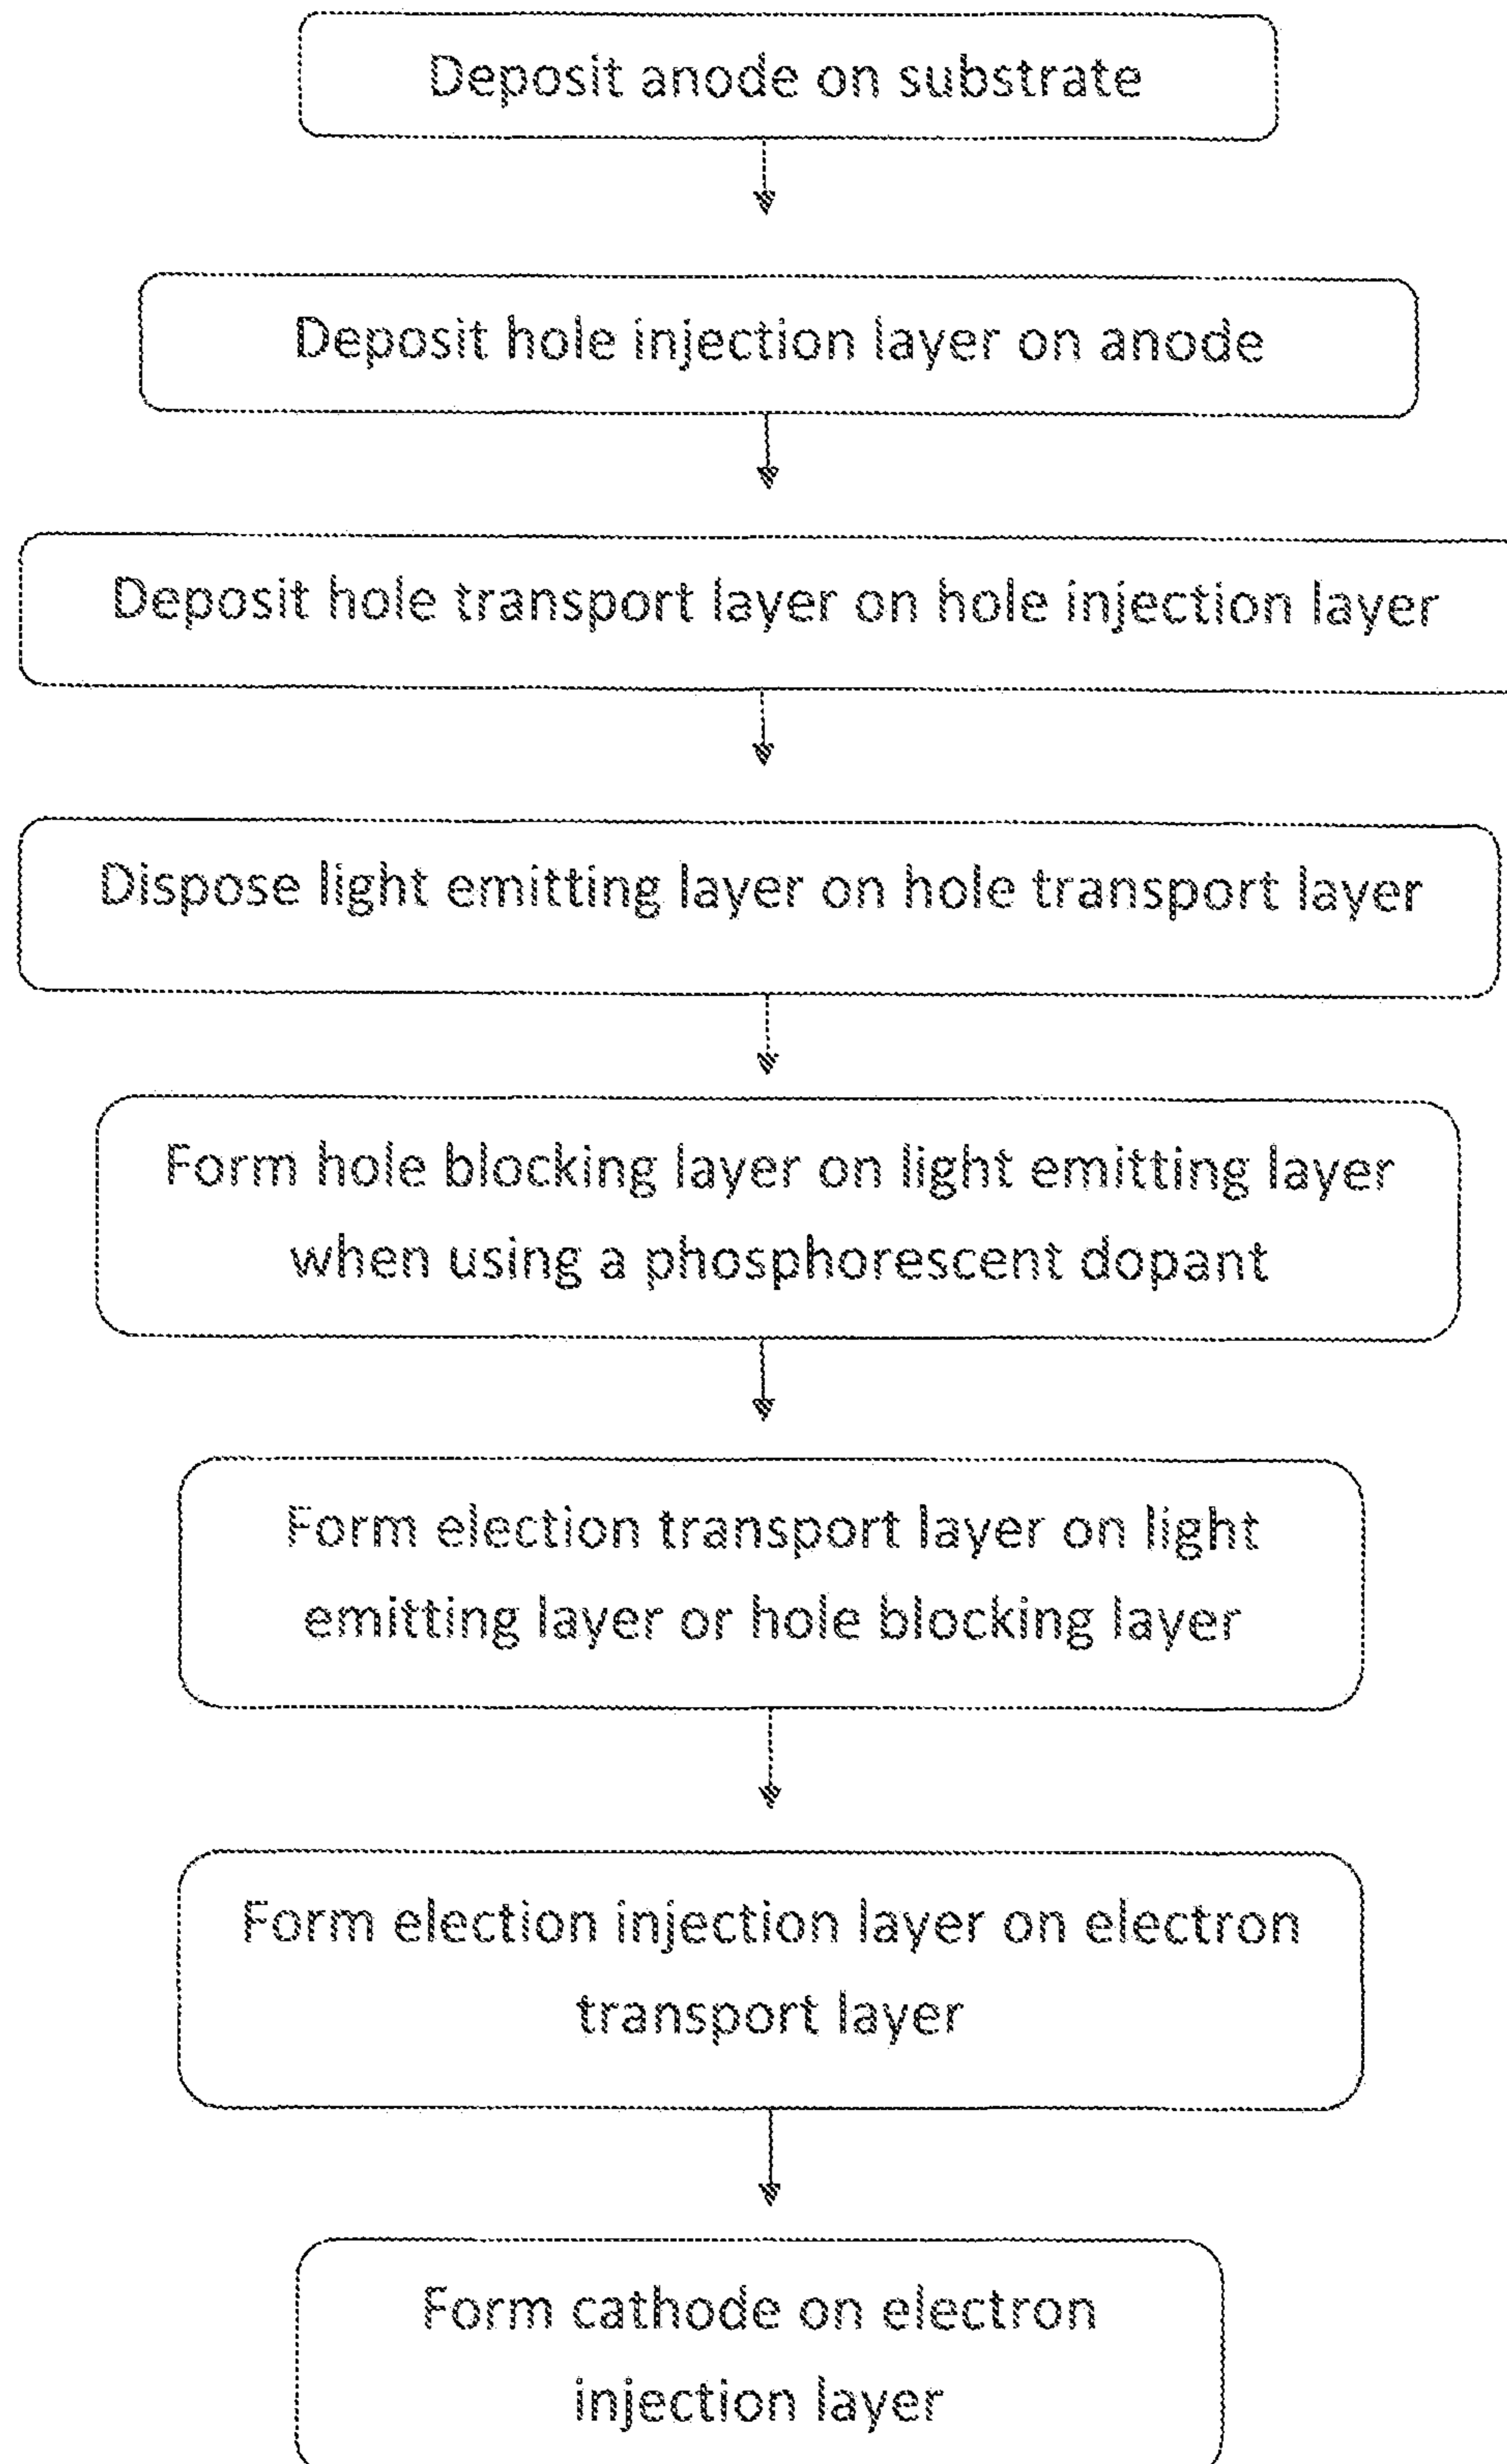 Deposit anode on substrate
Deposit hole injection layer on anode
Deposit hole transport layer on hole injection layer
Dispose light emitting layer on hole transport layer
Form hole blocking layer on light emitting layer
when using a phosphorescent dopant
Form election transport layer on light
emitting layer or hole blocking layer
Form election injection layer on electron
transport layer
Form cathode on electron
injection layer